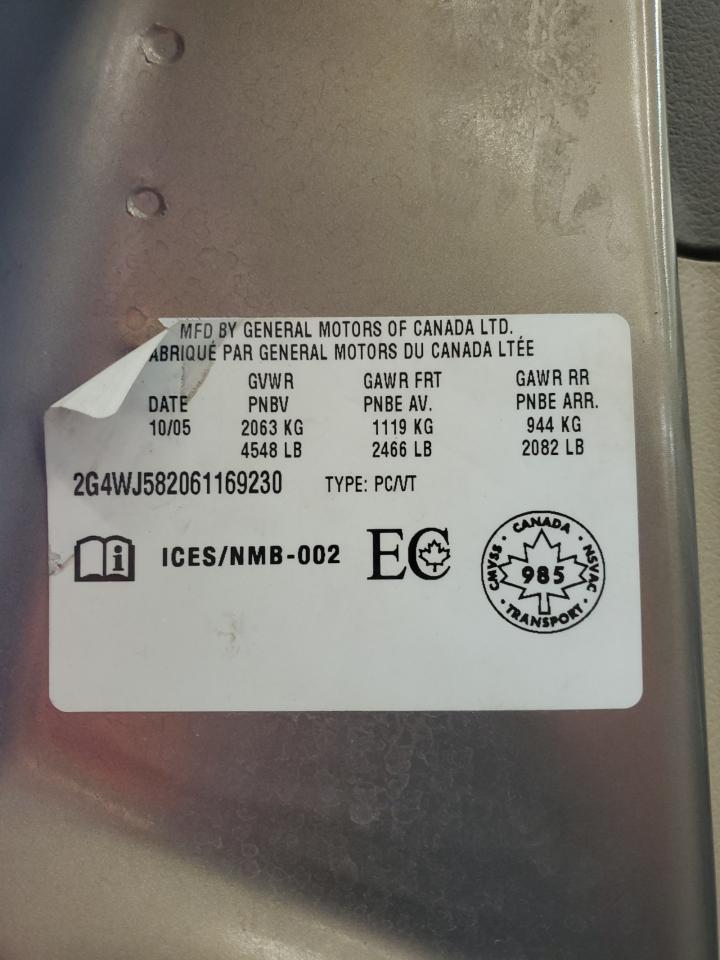 MFD BY GENERAL MOTORS OF CANADA LTD.
ABRIQUÉ PAR GENERAL MOTORS DU CANADA LTÉE
GVWR GAWR FRT GAWR RR
DATE PNBV PNBE AV. PNBE ARR.
10/05 2063 KG 1119 KG 944 KG
4548 LB 2466 LB 2082 LB
2G4WJ582061169230 TYPE: PC/VT
i ICES/NMB-002 EC
CANADA
CMVSS 985 NSVAC
TRANSPORT